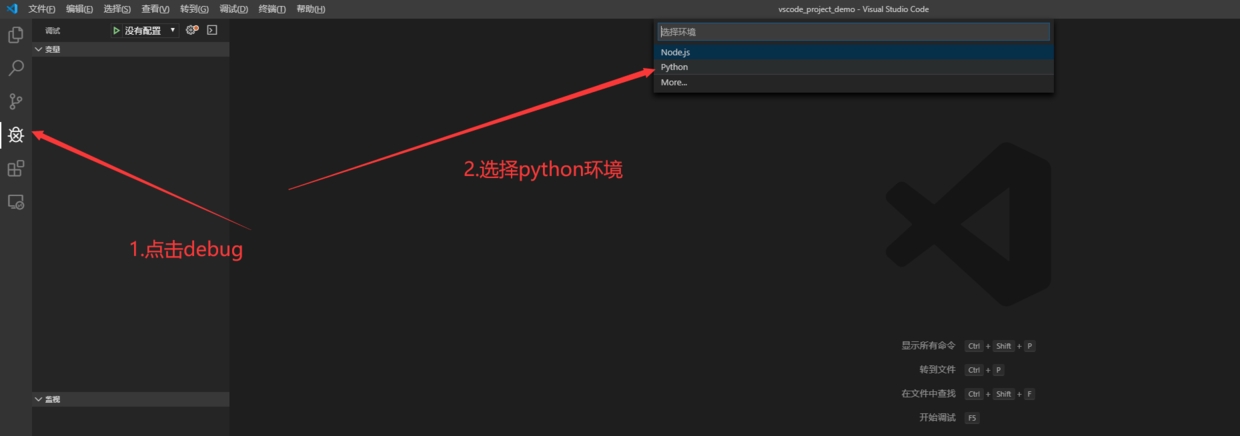 文件(F) 编辑(E) 选择(S) 查看(V) 转到(G) 调试(D) 终端(T) 帮助(H) vscode_project_demo - Visual Studio Code
调试 没有配置
变量
选择环境
Node.js
Python
More...
2.选择python环境
1.点击debug
显示所有命令 Ctrl + Shift + P
转到文件 Ctrl + P
在文件中查找 Ctrl + Shift + F
开始调试 F5
监视